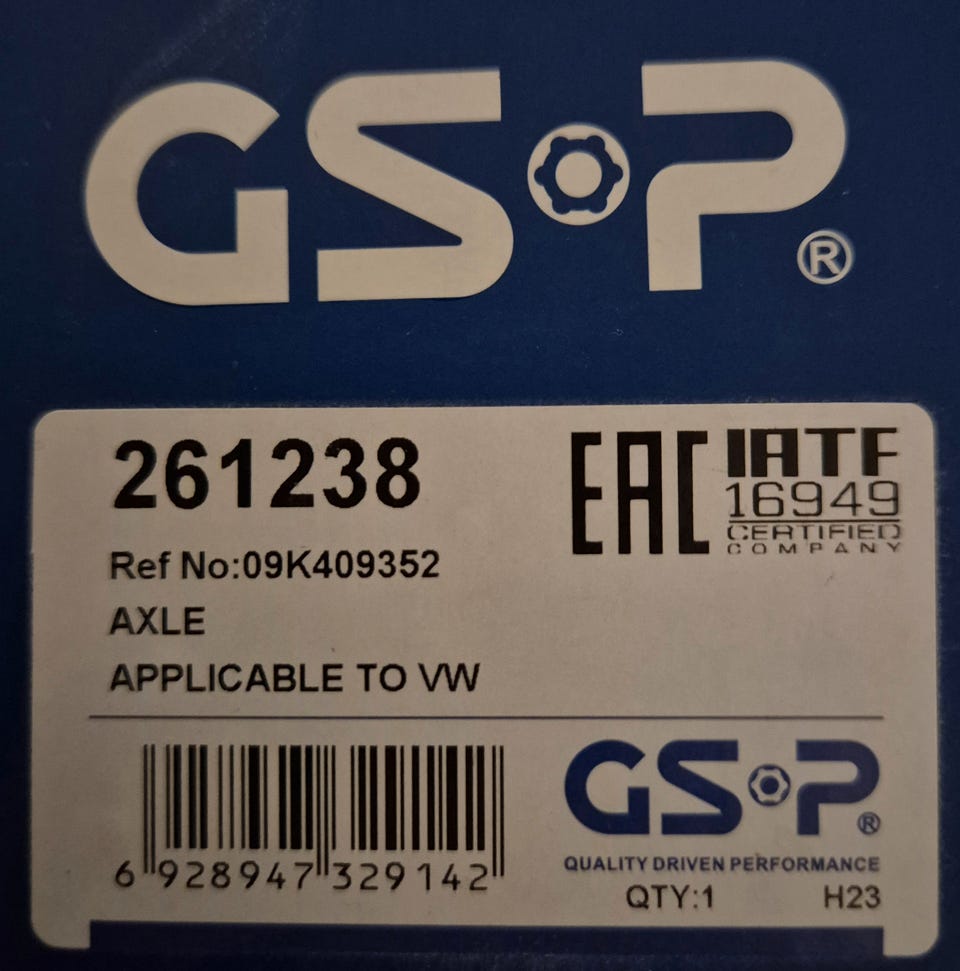 GSP®
261238
EAC
IATF
16949
CERTIFIED
COMPANY
Ref No:09K409352
AXLE
APPLICABLE TO VW
6 928947 329142
GSP®
QUALITY DRIVEN PERFORMANCE
QTY:1 H23